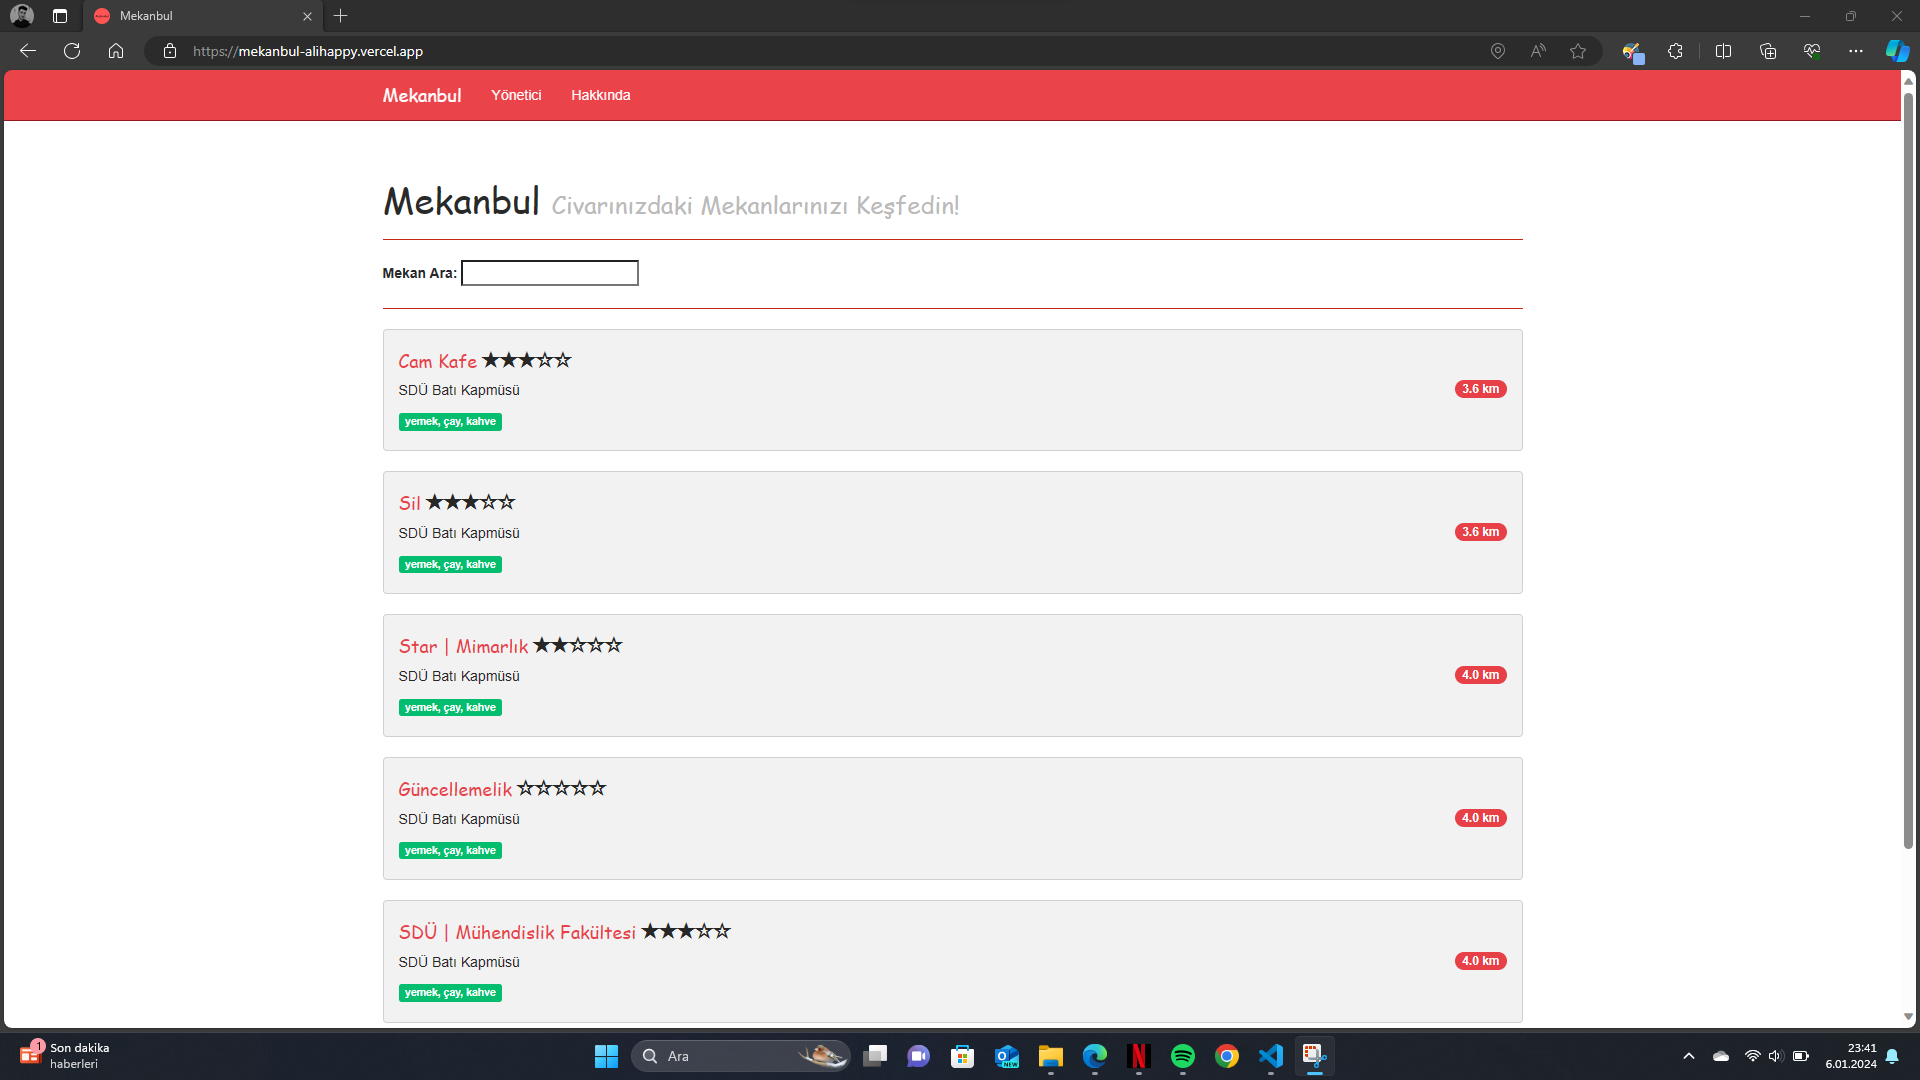 Mekanbul
https://mekanbul-alihappy.vercel.app
Mekanbul Yönetici Hakkında
Mekanbul Civarınızdaki Mekanlarınızı Keşfedin!
Mekan Ara:
Cam Kafe ★★★☆☆
SDÜ Batı Kapmüsü
3.6 km
yemek, çay, kahve
Sil ★★★☆☆
SDÜ Batı Kapmüsü
3.6 km
yemek, çay, kahve
Star | Mimarlık ★★☆☆☆
SDÜ Batı Kapmüsü
4.0 km
yemek, çay, kahve
Güncellemelik ☆☆☆☆☆
SDÜ Batı Kapmüsü
4.0 km
yemek, çay, kahve
SDÜ | Mühendislik Fakültesi ★★★☆☆
SDÜ Batı Kapmüsü
4.0 km
yemek, çay, kahve
1
Son dakika
haberleri
Ara
NEW
23:41
6.01.2024